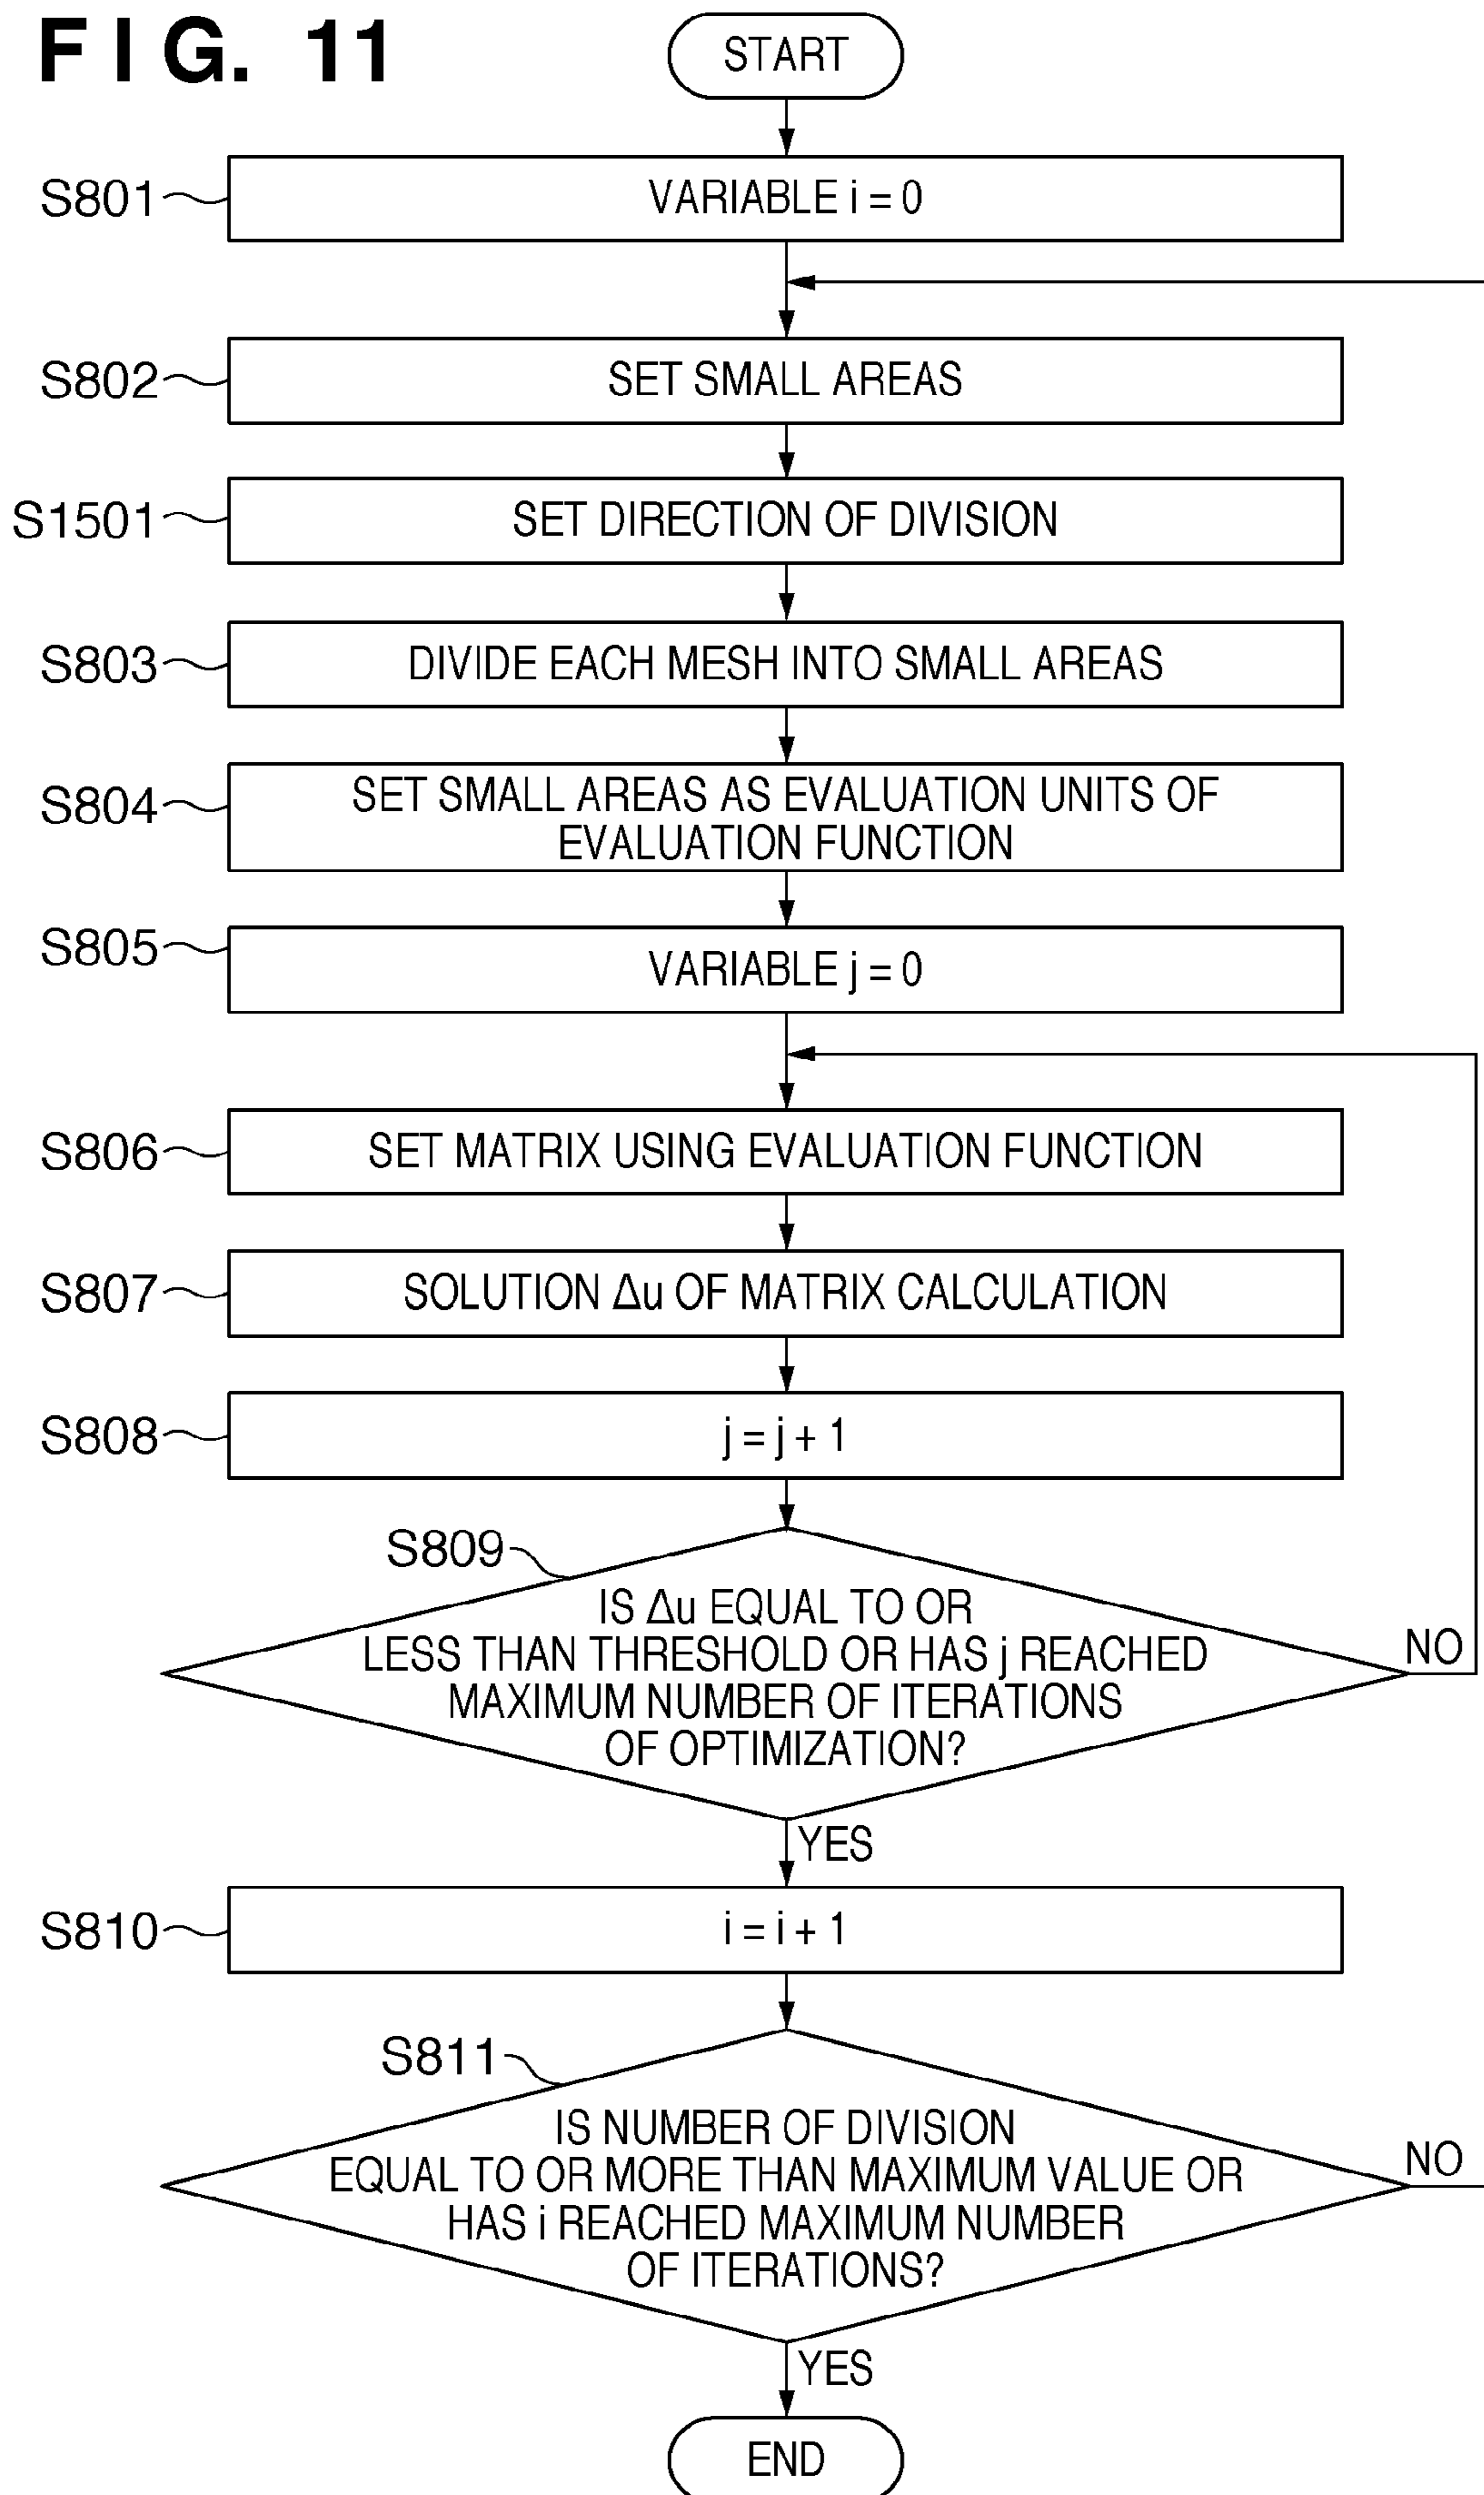 FIG. 11
START
S801
VARIABLE i = 0
S802
SET SMALL AREAS
S1501
SET DIRECTION OF DIVISION
S803
DIVIDE EACH MESH INTO SMALL AREAS
S804
SET SMALL AREAS AS EVALUATION UNITS OF
EVALUATION FUNCTION
S805
VARIABLE j = 0
S806
SET MATRIX USING EVALUATION FUNCTION
S807
SOLUTION Δu OF MATRIX CALCULATION
S808
j = j + 1
S809
IS Δu EQUAL TO OR
LESS THAN THRESHOLD OR HAS j REACHED
MAXIMUM NUMBER OF ITERATIONS
OF OPTIMIZATION?
NO
YES
S810
i = i + 1
S811
IS NUMBER OF DIVISION
EQUAL TO OR MORE THAN MAXIMUM VALUE OR
HAS i REACHED MAXIMUM NUMBER
OF ITERATIONS?
NO
YES
END